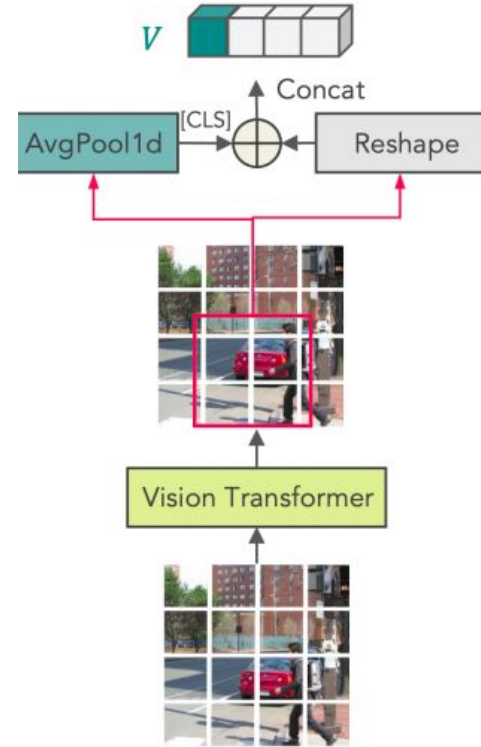 V
Concat
[CLS]
AvgPool1d
Reshape
Vision Transformer